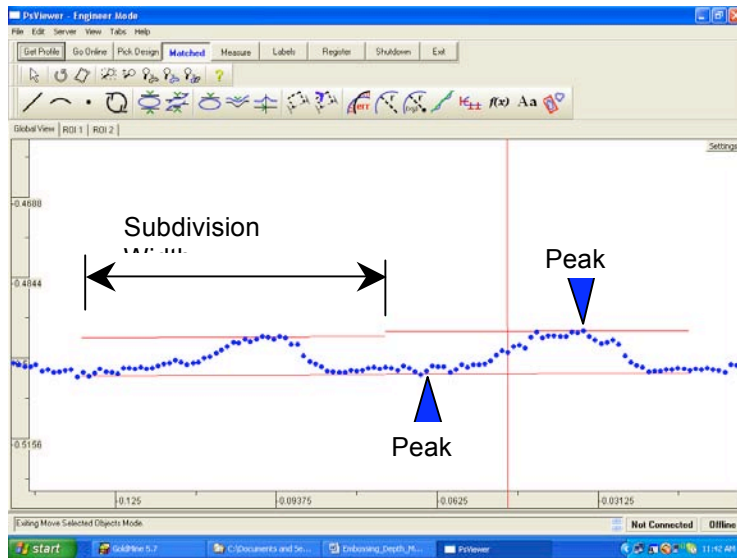 PsViewer - Engineer Mode
File Edit Server View Tabs Help
Get Profile Go Online Pick Design Matched Measure Labels Register Shutdown Exit
err f(x) Aa
Global View ROI 1 ROI 2
Settings
-0.4688
Subdivision
Width
Peak
-0.4844
Peak
-0.5156
-0.125 -0.09375 -0.0625 -0.03125
Exiting Move Selected Objects Mode. Not Connected Offline
start GoldMine 5.7 C:\Documents and Se... Embossing_Depth_M... PsViewer 11:42 AM